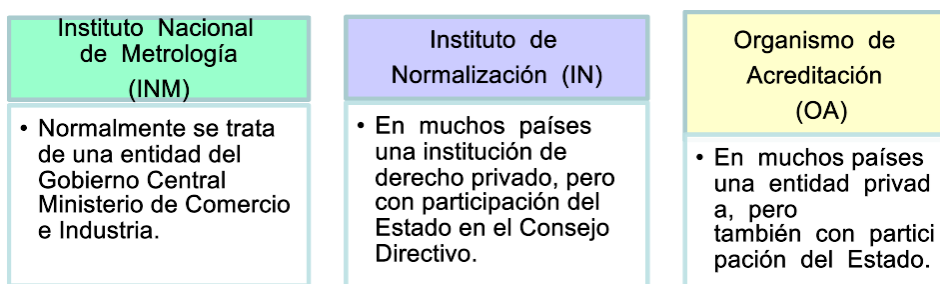 Instituto Nacional
de Metrología
(INM)
• Normalmente se trata
de una entidad del
Gobierno Central
Ministerio de Comercio
e Industria.
Instituto de
Normalización (IN)
• En muchos países
una institución de
derecho privado, pero
con participación del
Estado en el Consejo
Directivo.
Organismo de
Acreditación
(OA)
• En muchos países
una entidad privad
a, pero
también con partici
pación del Estado.